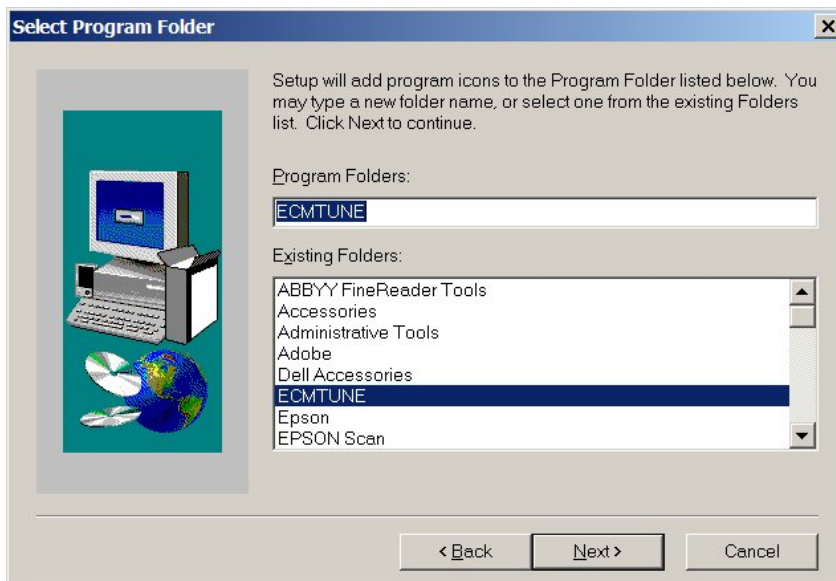 Select Program Folder
Setup will add program icons to the Program Folder listed below. You
may type a new folder name, or select one from the existing Folders
list. Click Next to continue.
Program Folders:
ECMTUNE
Existing Folders:
ABBYY FineReader Tools
Accessories
Administrative Tools
Adobe
Dell Accessories
ECMTUNE
Epson
EPSON Scan
< Back
Next >
Cancel